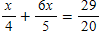 x/4 + 6x/5 = 29/20